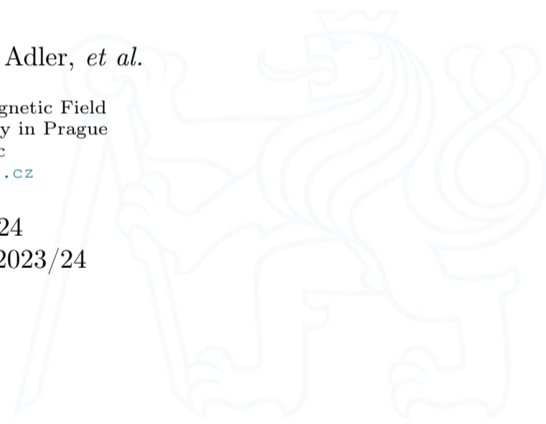 Adler, et al.
gnetic Field
y in Prague
c
.cz
24
2023/24